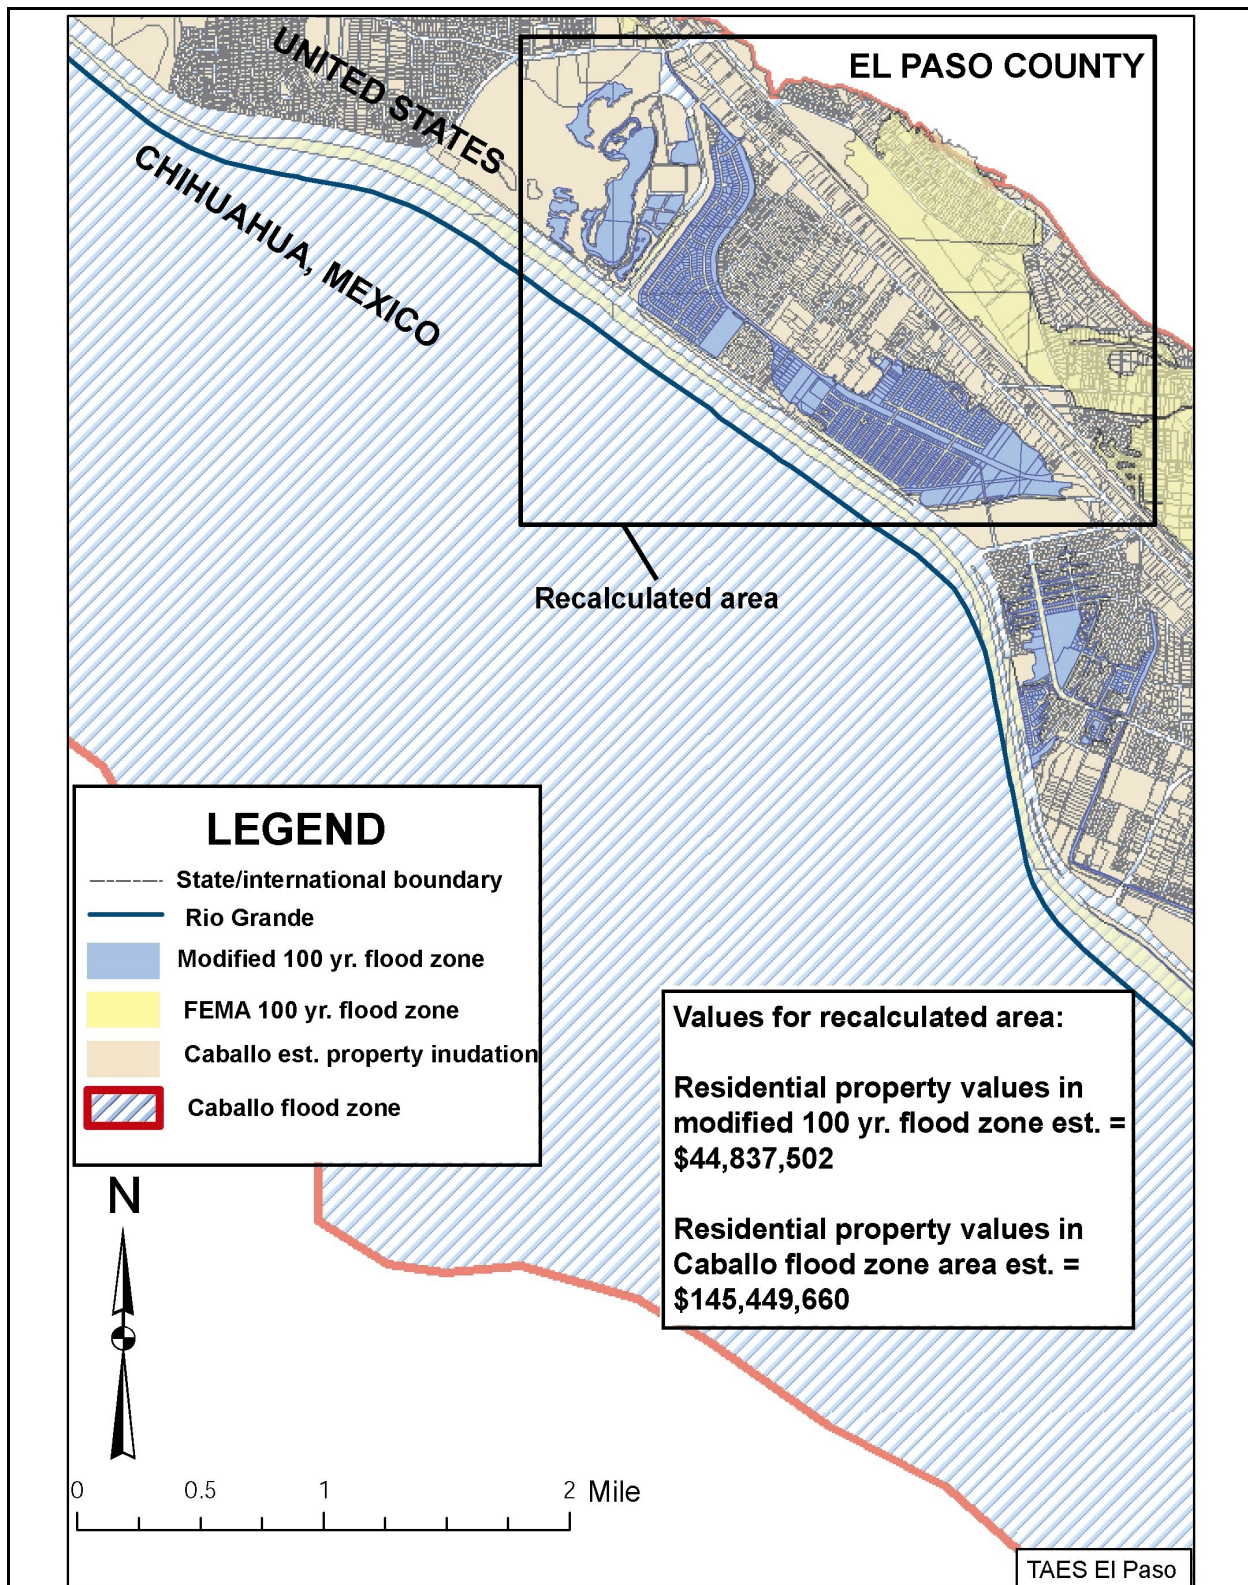 EL PASO COUNTY
UNITED STATES
CHIHUAHUA, MEXICO
Recalculated area
LEGEND
State/international boundary
Rio Grande
Modified 100 yr. flood zone
FEMA 100 yr. flood zone
Caballo est. property inudation
Caballo flood zone
Values for recalculated area:
Residential property values in
modified 100 yr. flood zone est. =
$44,837,502
Residential property values in
Caballo flood zone area est. =
$145,449,660
N
0 0.5 1 2 Mile
TAES El Paso